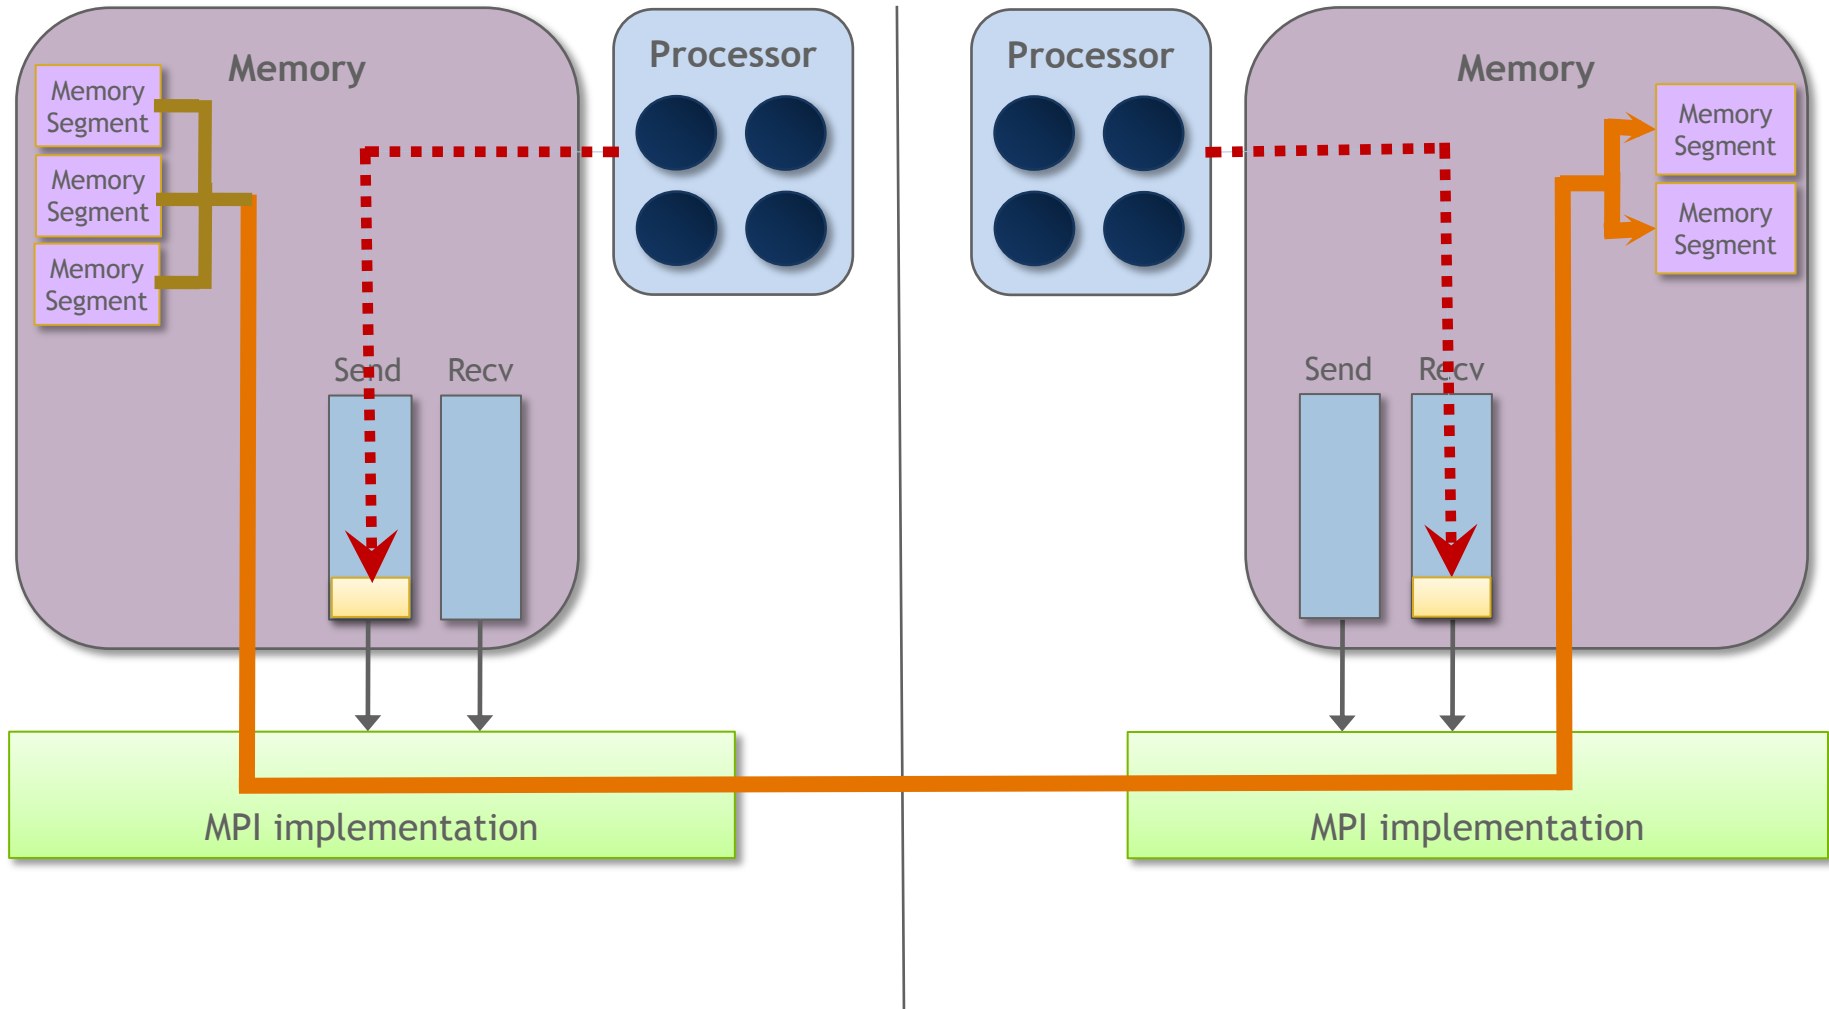 Memory
Memory
Segment
Memory
Segment
Memory
Segment
Processor
Send
Recv
MPI implementation
Processor
Memory
Memory
Segment
Memory
Segment
Send
Recv
MPI implementation